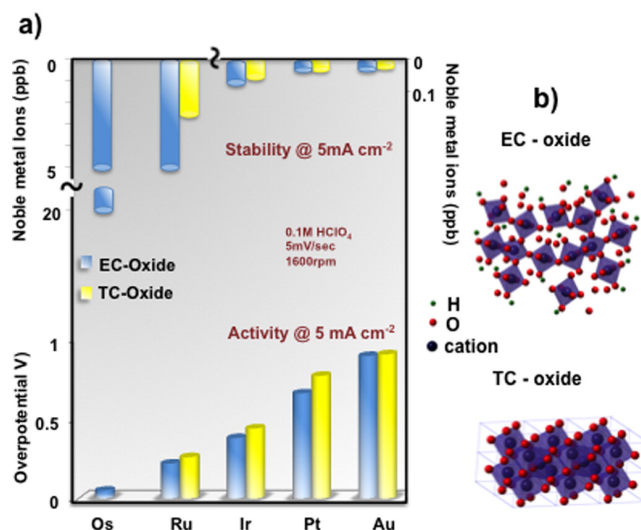 a)
0
5
20
Noble metal Ions (ppb)
0
0.1
Noble metal Ions (ppb)
Stability @ 5mA cm⁻²
0.1M HClO₄
5mV/sec
1600rpm
EC-Oxide
TC-Oxide
Activity @ 5 mA cm⁻²
1
0.5
0
Overpotential V)
Os Ru Ir Pt Au
b)
EC - oxide
H
O
cation
TC - oxide